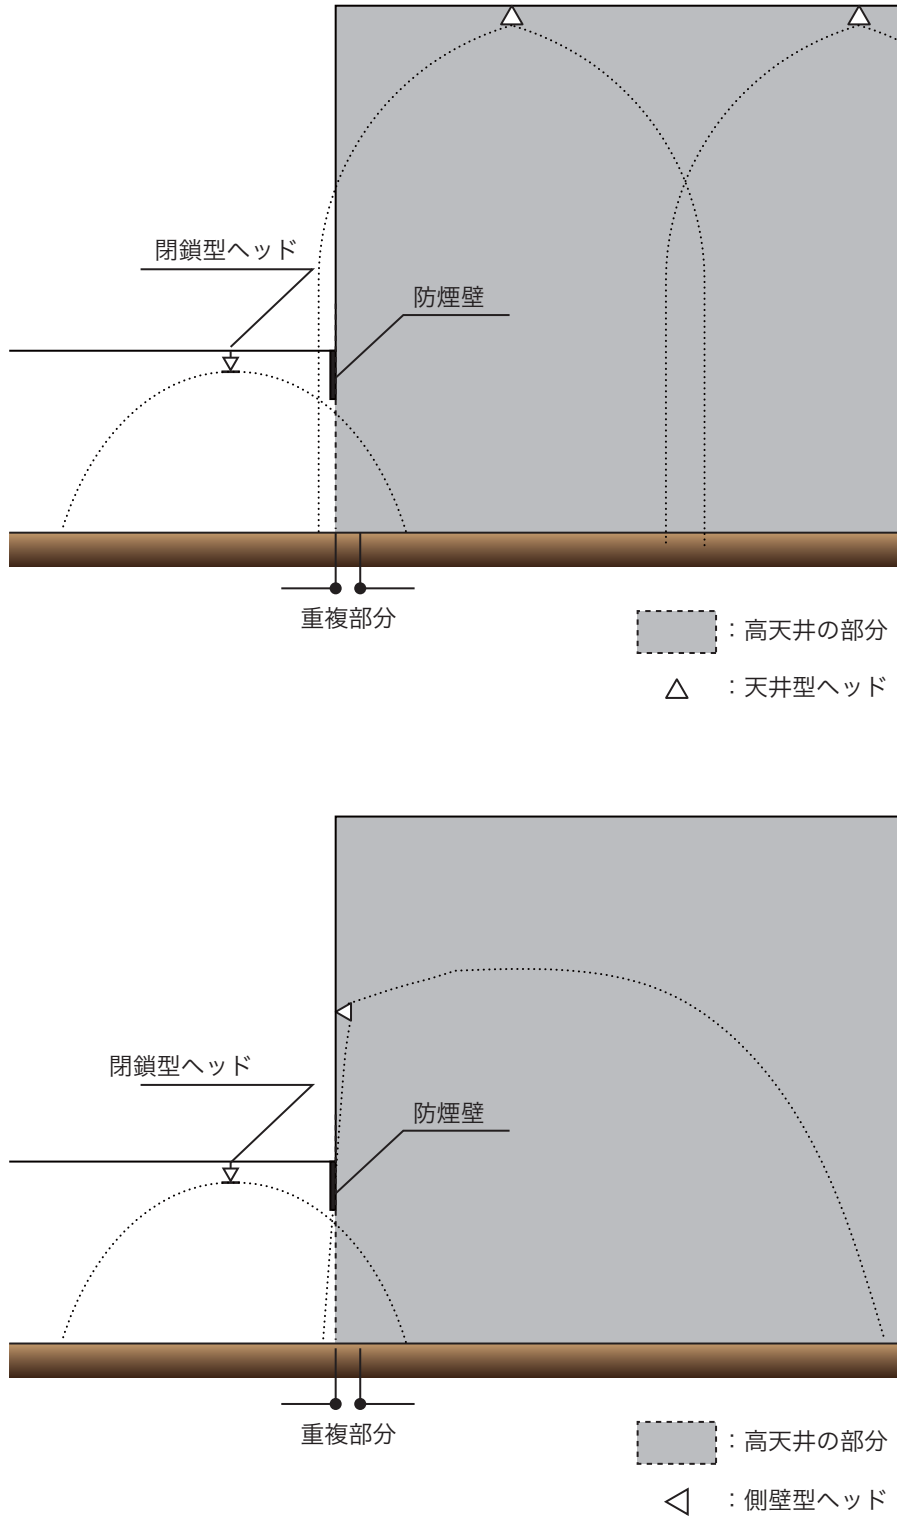 閉鎖型ヘッド
防煙壁
重複部分
：高天井の部分
：天井型ヘッド
閉鎖型ヘッド
防煙壁
重複部分
：高天井の部分
：側壁型ヘッド